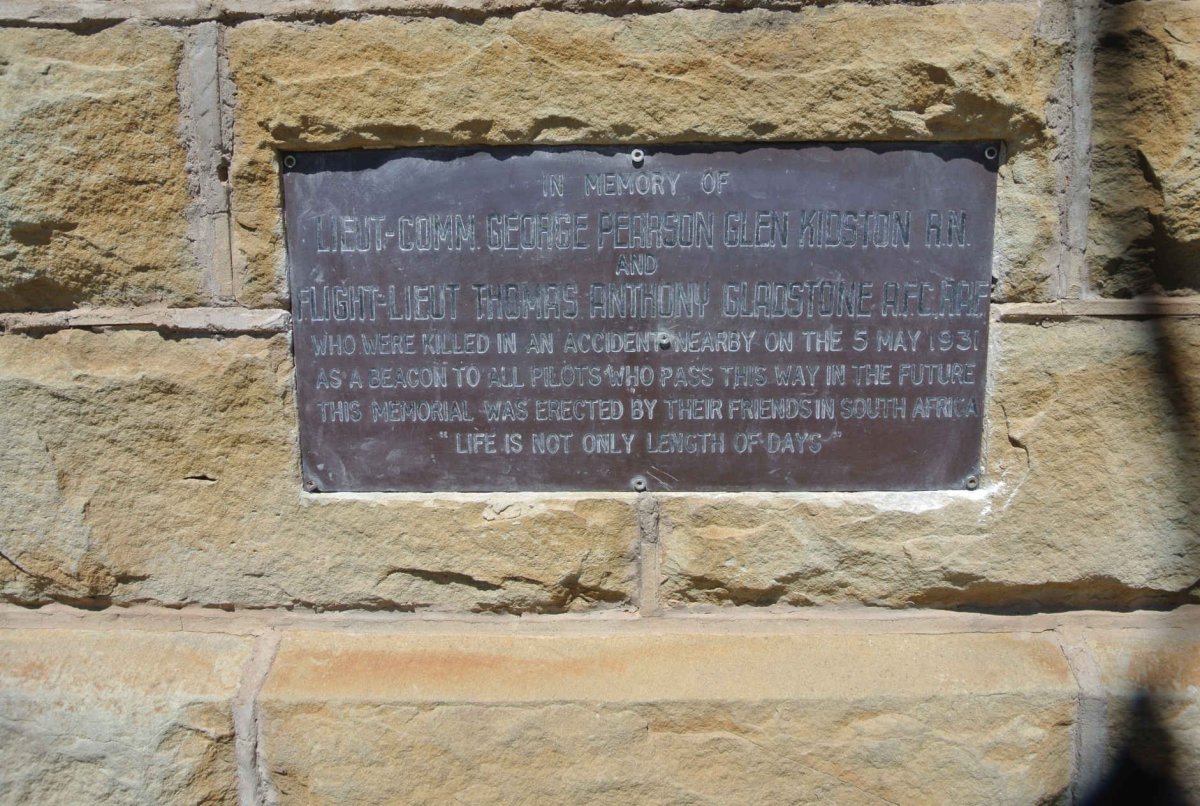 IN MEMORY OF
LIEUT-COMM. GEORGE PEARSON GLEN KIDSTON R.N.
AND
FLIGHT-LIEUT THOMAS ANTHONY GLADSTONE A.F.C., R.A.F.
WHO WERE KILLED IN AN ACCIDENT NEARBY ON THE 5 MAY 1931
AS A BEACON TO ALL PILOTS WHO PASS THIS WAY IN THE FUTURE
THIS MEMORIAL WAS ERECTED BY THEIR FRIENDS IN SOUTH AFRICA
"LIFE IS NOT ONLY LENGTH OF DAYS"